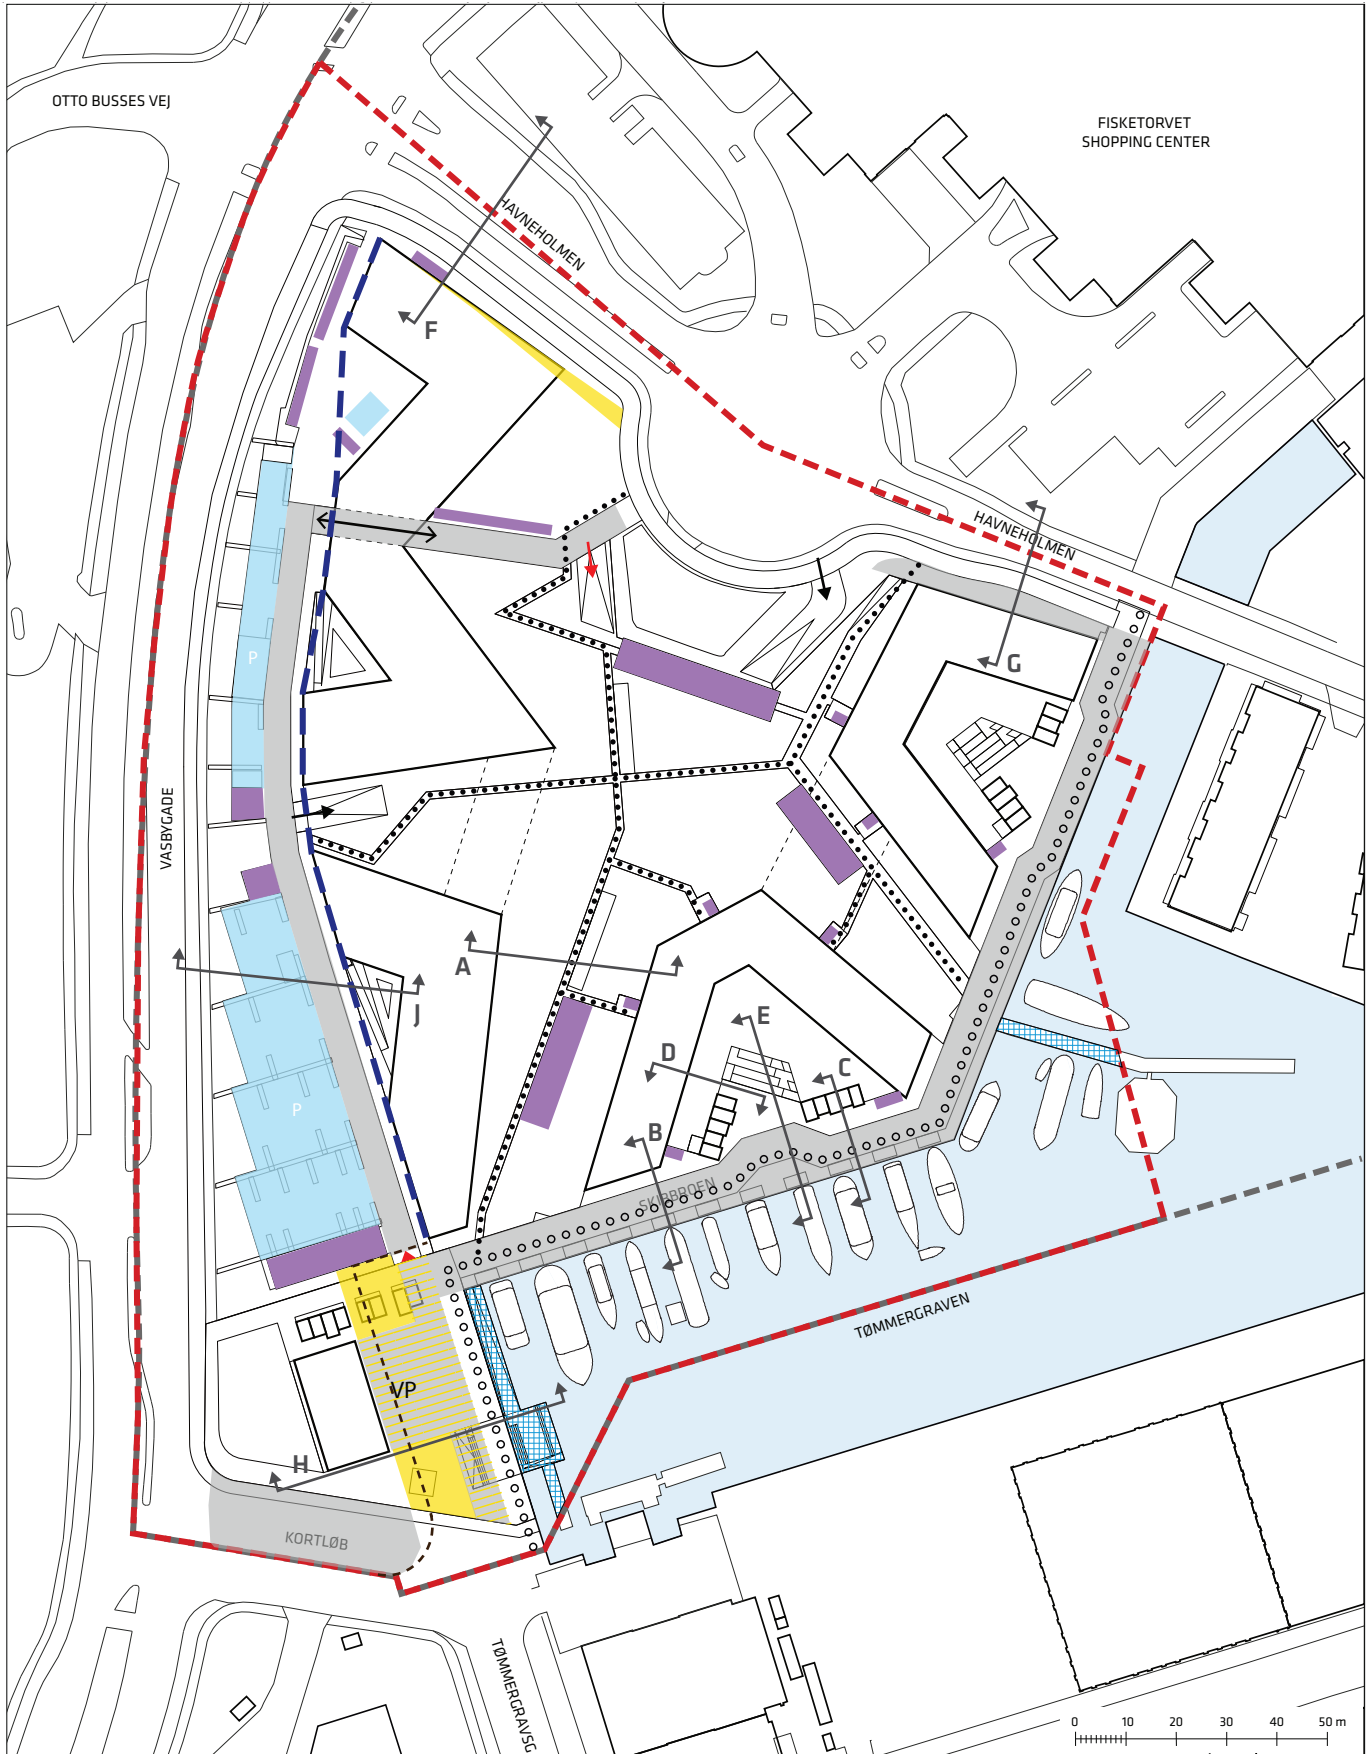 OTTO BUSSES VEJ
FISKETORVET
SHOPPING CENTER
HAVNEHOLMEN
F
HAVNEHOLMEN
G
P
VASBYGADE
A
J
E
D
C
P
B
SKIBBROEN
TØMMERGRAVEN
VP
H
KORTLØB
TØMMERGRAVSG
0 10 20 30 40 50 m